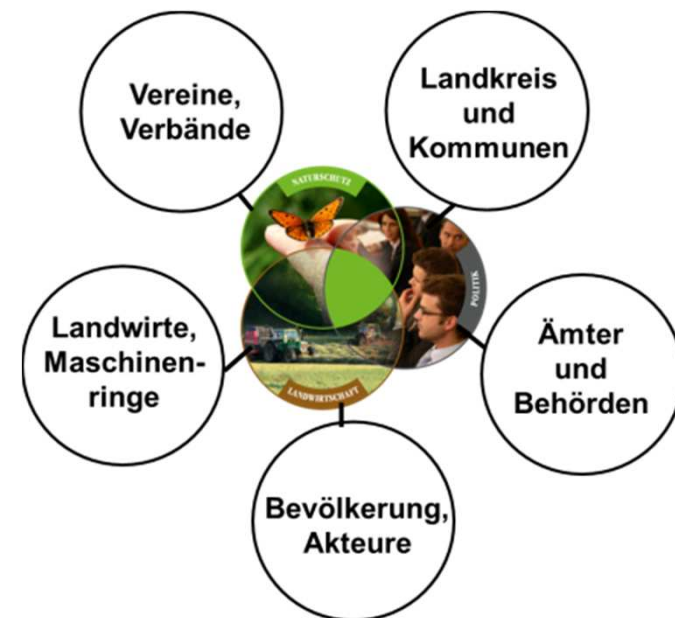 Vereine,
Verbände
Landkreis
und
Kommunen
NATURSCHUTZ
POLITIK
LANDWIRTSCHAFT
Landwirte,
Maschinen-
ringe
Ämter
und
Behörden
Bevölkerung,
Akteure